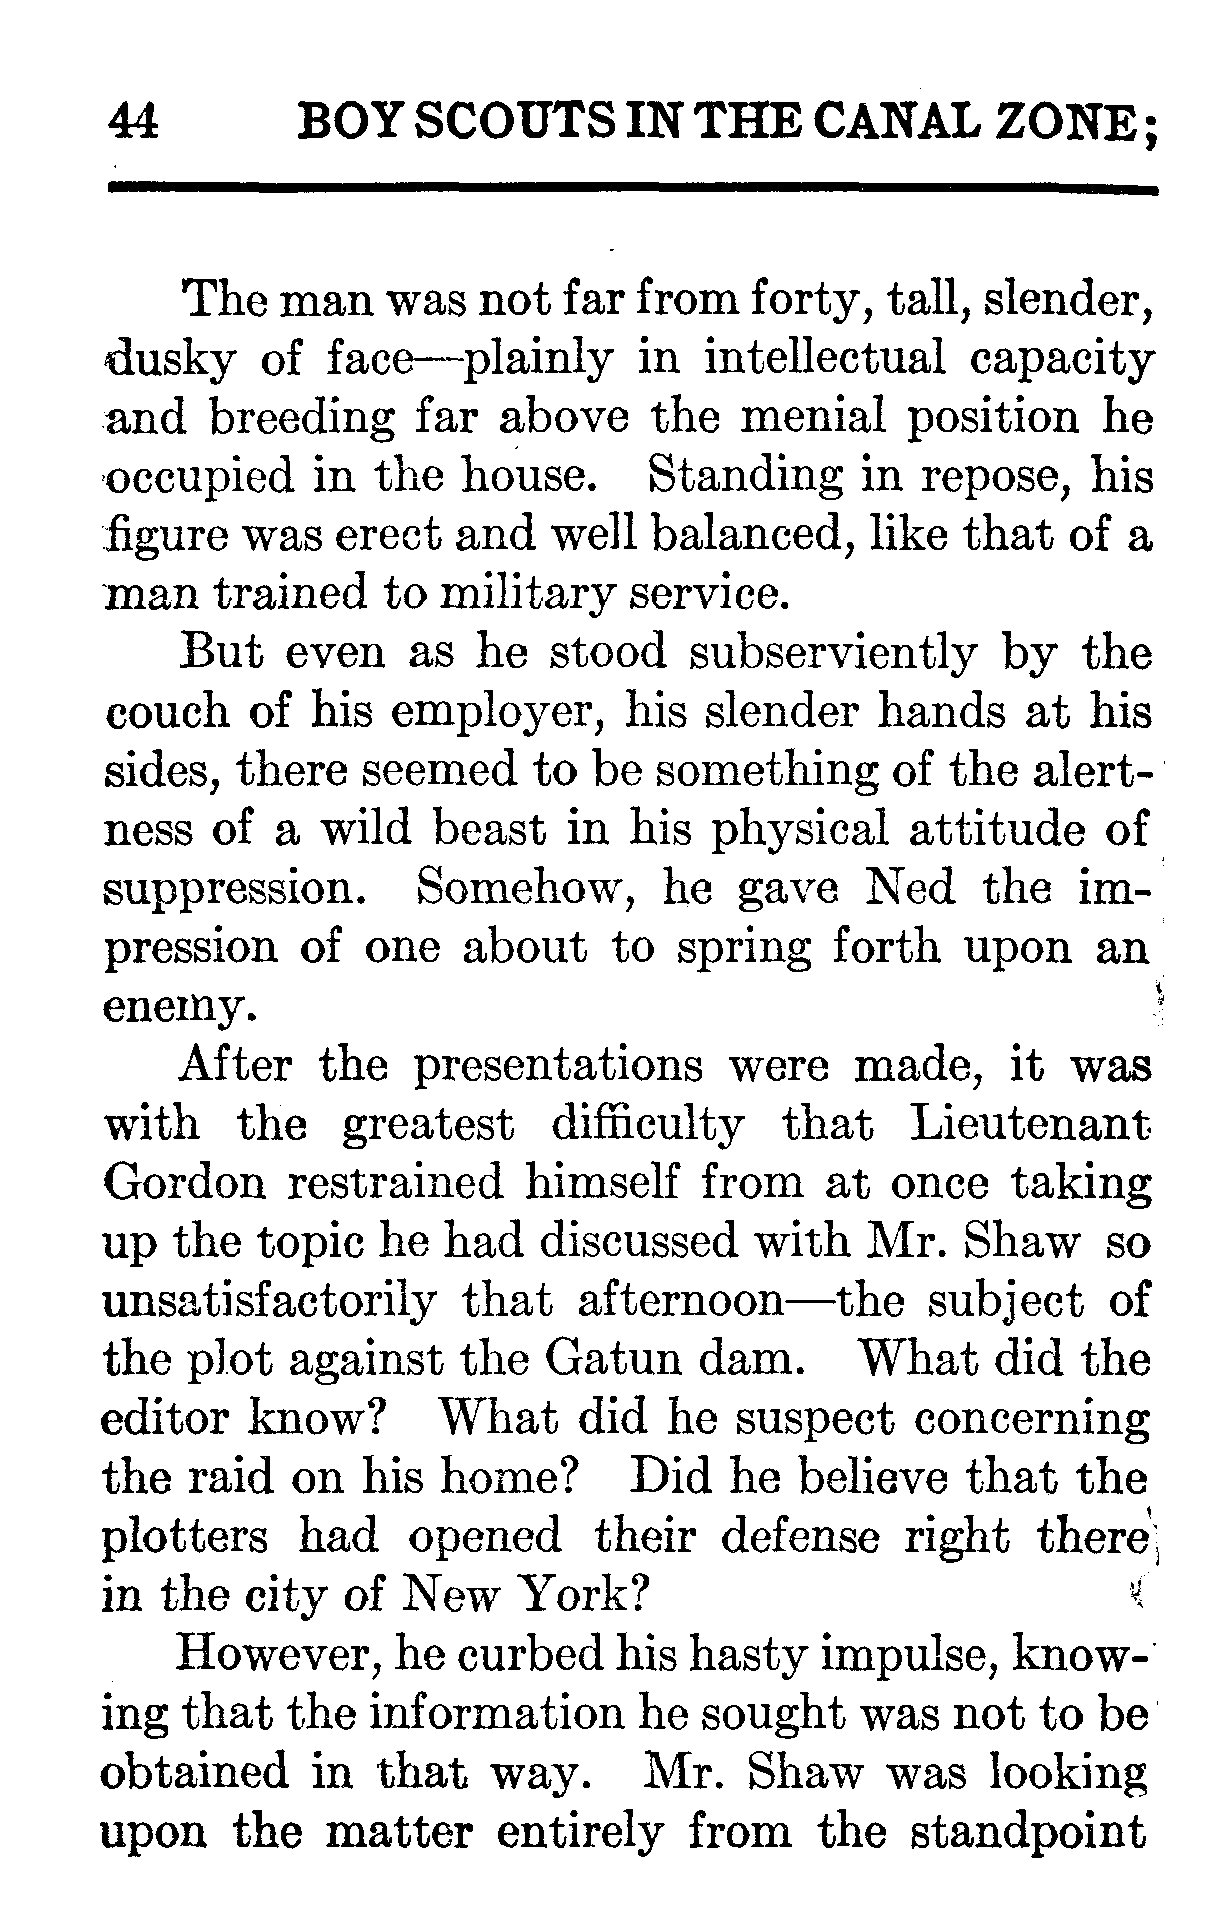 44 BOY SCOUTS IN THE CANAL ZONE;
The man was not far from forty, tall, slender,
dusky of face—plainly in intellectual capacity
and breeding far above the menial position he
occupied in the house. Standing in repose, his
figure was erect and well balanced, like that of a
man trained to military service.
But even as he stood subserviently by the
couch of his employer, his slender hands at his
sides, there seemed to be something of the alert-
ness of a wild beast in his physical attitude of
suppression. Somehow, he gave Ned the im-
pression of one about to spring forth upon an
enemy.
After the presentations were made, it was
with the greatest difficulty that Lieutenant
Gordon restrained himself from at once taking
up the topic he had discussed with Mr. Shaw so
unsatisfactorily that afternoon—the subject of
the plot against the Gatun dam. What did the
editor know? What did he suspect concerning
the raid on his home? Did he believe that the
plotters had opened their defense right there
in the city of New York?
However, he curbed his hasty impulse, know-
ing that the information he sought was not to be
obtained in that way. Mr. Shaw was looking
upon the matter entirely from the standpoint